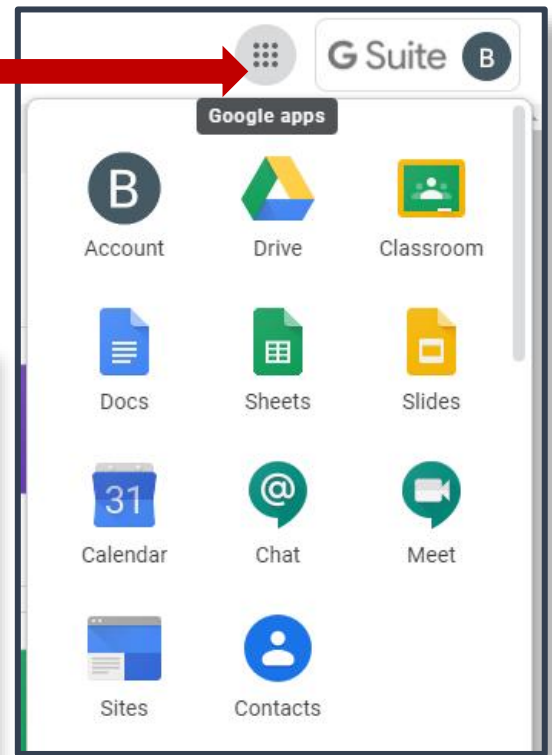 G Suite B
Google apps
B
Account Drive Classroom
Docs Sheets Slides
31 @
Calendar Chat Meet
Sites Contacts